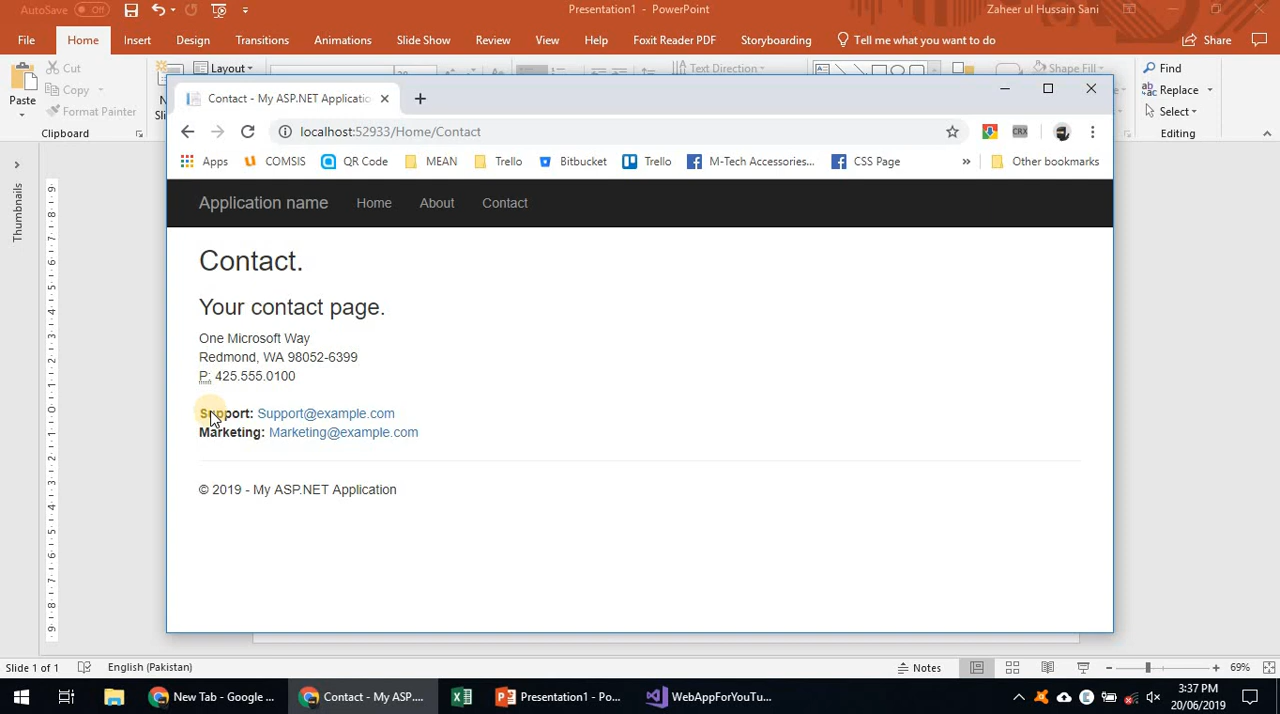 AutoSave Off Presentation1 - PowerPoint Zaheer ul Hussain Sani
File Home Insert Design Transitions Animations Slide Show Review View Help Foxit Reader PDF Storyboarding Tell me what you want to do Share
Paste Cut Layout Text Direction Shape Fill Find
Copy Replace
Format Painter Select
Clipboard Editing
Contact - My ASP.NET Applicatio
localhost:52933/Home/Contact
Apps COMSIS QR Code MEAN Trello Bitbucket Trello M-Tech Accessories... CSS Page » Other bookmarks
Thumbnails
Application name Home About Contact
Contact.
Your contact page.
One Microsoft Way
Redmond, WA 98052-6399
P: 425.555.0100
Support: Support@example.com
Marketing: Marketing@example.com
© 2019 - My ASP.NET Application
Slide 1 of 1 English (Pakistan) Notes 69%
New Tab - Google ... Contact - My ASP.... Presentation1 - Po... WebAppForYouTu... 3:37 PM
20/06/2019